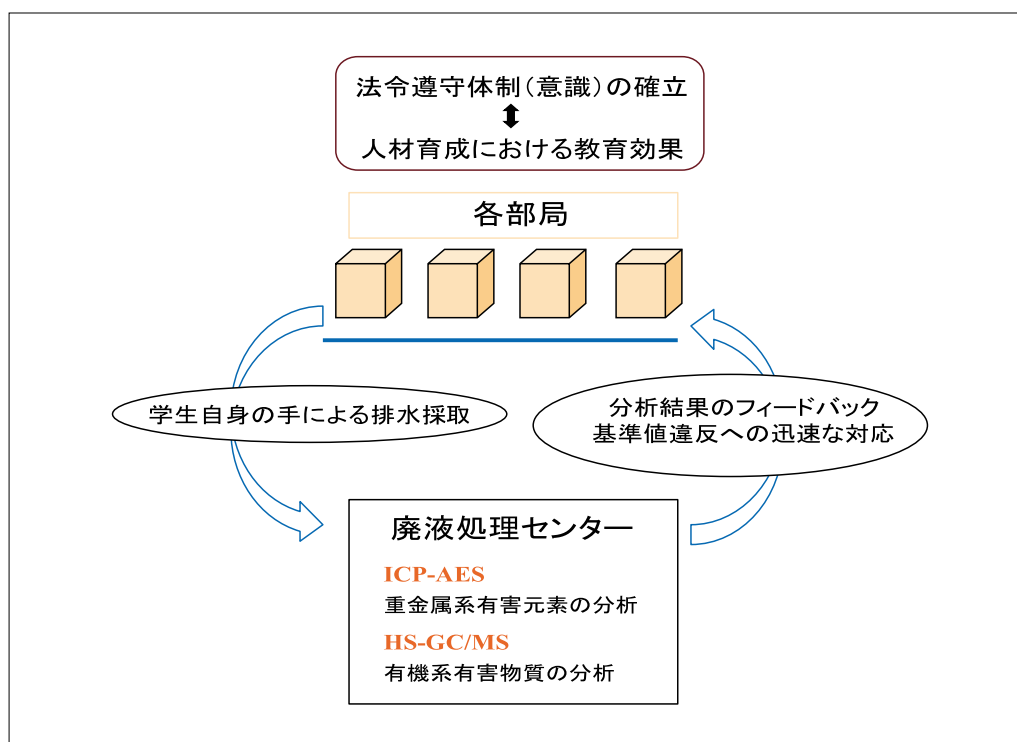 法令遵守体制(意識)の確立
人材育成における教育効果
各部局
学生自身の手による排水採取
分析結果のフィードバック
基準値違反への迅速な対応
廃液処理センター
ICP-AES
重金属系有害元素の分析
HS-GC/MS
有機系有害物質の分析